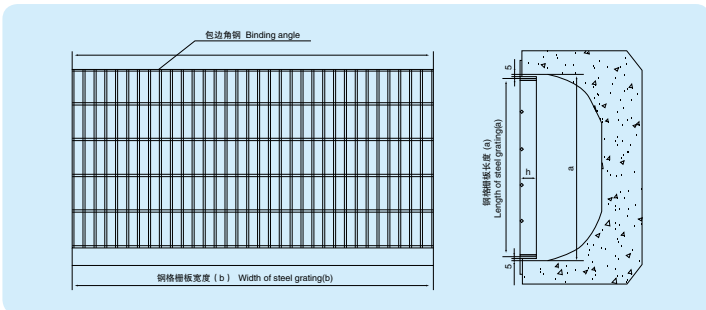 包边角钢 Binding angle
钢格栅板宽度（b） Width of steel grating(b)
5
钢格栅板长度 (a)
Length of steel grating(a)
h
a
5